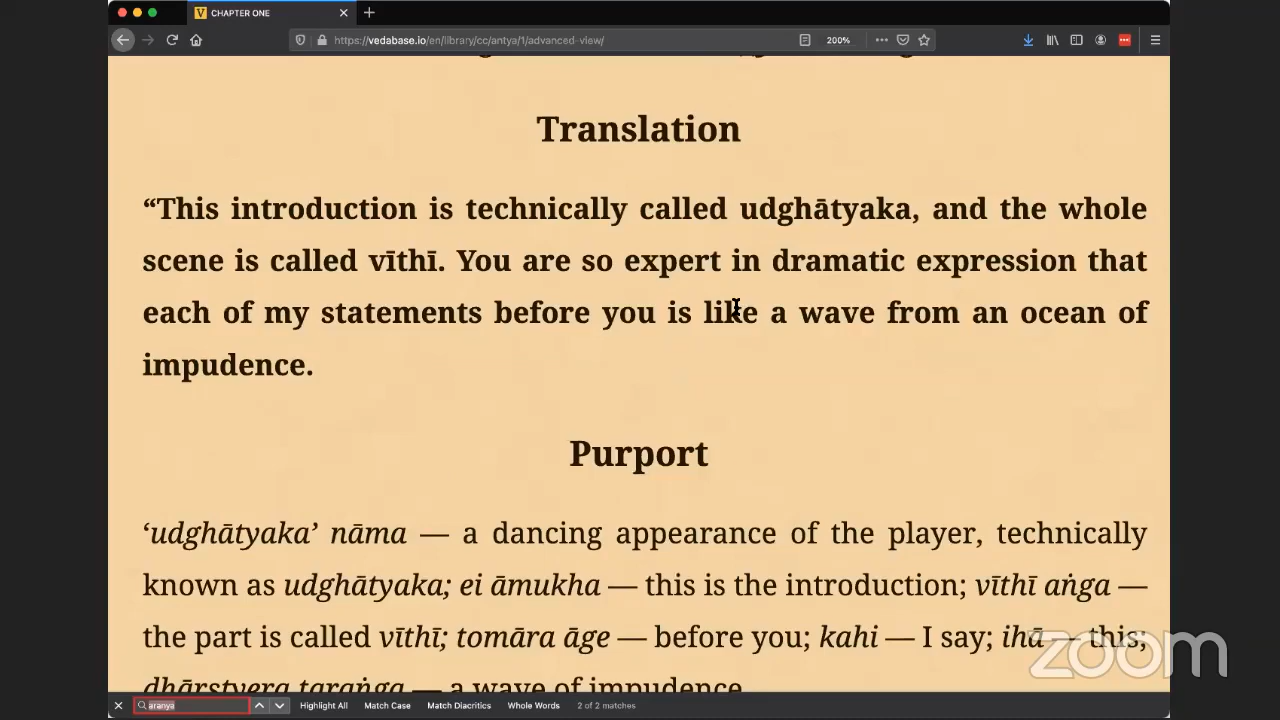 CHAPTER ONE
https://vedabase.io/en/library/cc/antya/1/advanced-view/
200%
Translation
“This introduction is technically called udghātyaka, and the whole
scene is called vīthī. You are so expert in dramatic expression that
each of my statements before you is like a wave from an ocean of
impudence.
Purport
‘udghātyaka’ nāma — a dancing appearance of the player, technically
known as udghātyaka; ei āmukha — this is the introduction; vīthī aṅga —
the part is called vīthī; tomāra āge — before you; kahi — I say; ihā — this;
dhārṣṭyera taraṅga — a wave of impudence.
zoom
aranya
Highlight All Match Case Match Diacritics Whole Words 2 of 2 matches